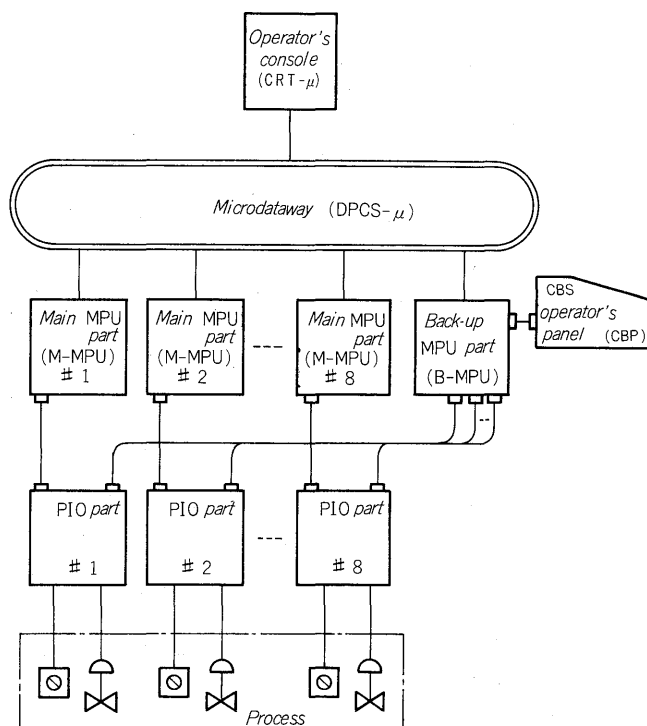 Operator's
console
(CRT-μ)
Microdataway (DPCS-μ)
Main MPU
part
(M-MPU)
# 1
Main MPU
part
(M-MPU)
# 2
Main MPU
part
(M-MPU)
# 8
Back-up
MPU part
(B-MPU)
CBS
operator's
panel (CBP)
PIO part
# 1
PIO part
# 2
PIO part
# 8
Process